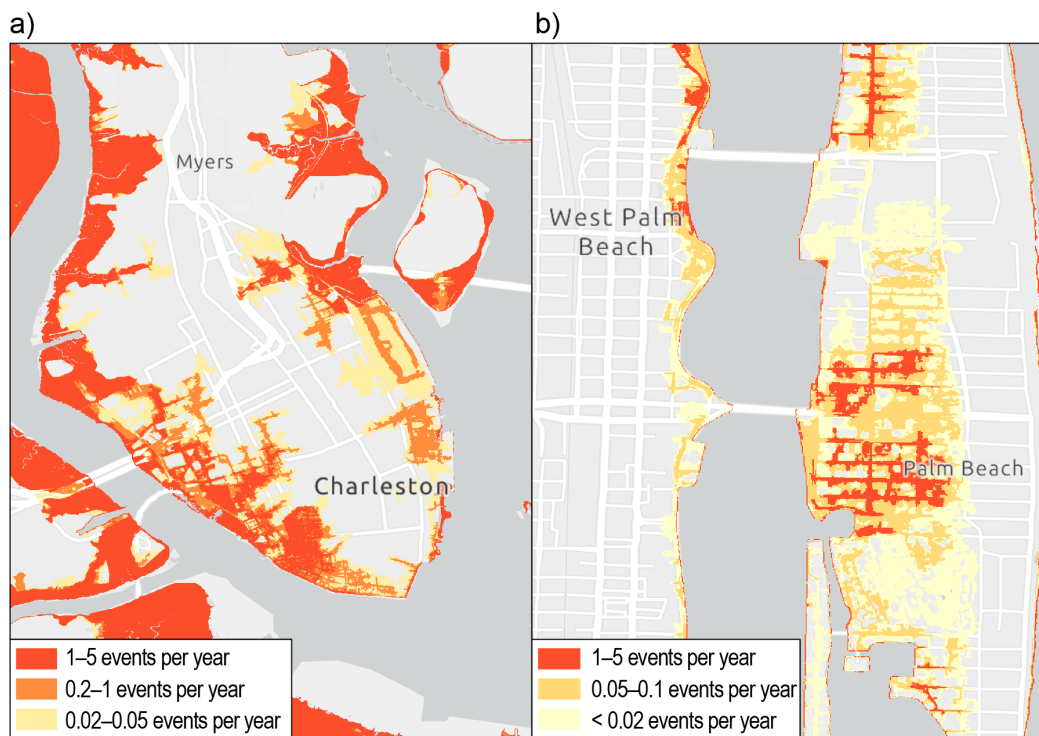 a)
b)
Myers
West Palm
Beach
Charleston
Palm Beach
1–5 events per year
0.2–1 events per year
0.02–0.05 events per year
1–5 events per year
0.05–0.1 events per year
< 0.02 events per year